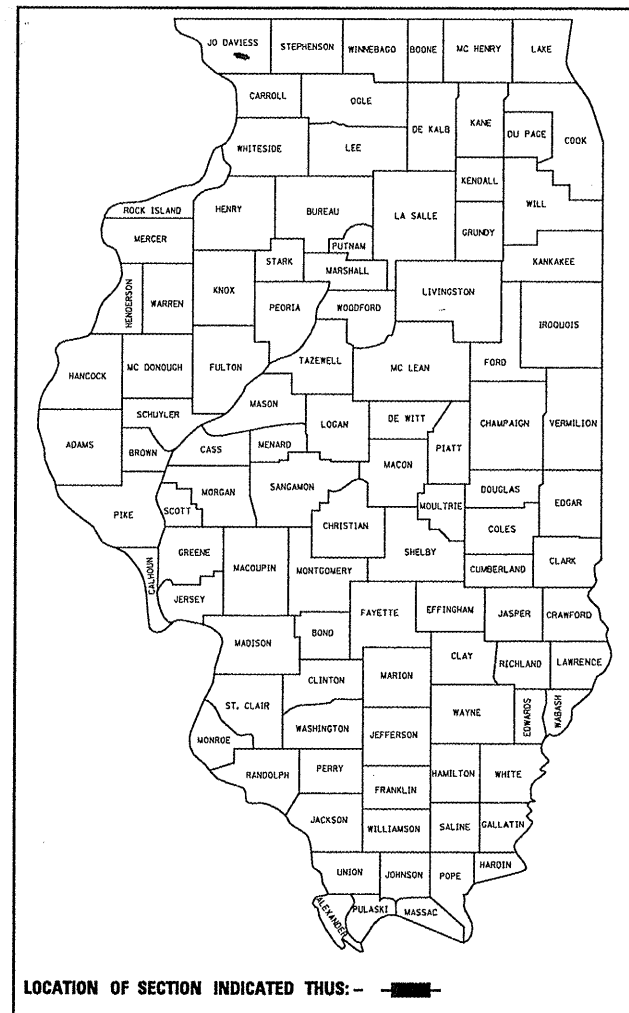 JO DAVIESS STEPHENSON WINNEBAGO BOONE MC HENRY LAKE
CARROLL OGLE DE KALB KANE DU PAGE COOK
WHITESIDE LEE
KENDALL WILL
ROCK ISLAND HENRY BUREAU LA SALLE GRUNDY
MERCER PUTNAM KANKAKEE
STARK MARSHALL
HENDERSON WARREN KNOX PEORIA WOODFORD LIVINGSTON IROQUOIS
HANCOCK MC DONOUGH FULTON TAZEWELL MC LEAN FORD
SCHUYLER MASON LOGAN DE WITT CHAMPAIGN VERMILION
ADAMS BROWN CASS MENARD MACON PIATT
PIKE SCOTT MORGAN SANGAMON CHRISTIAN MOULTRIE DOUGLAS EDGAR
COLES
CALHOUN GREENE MACOUPIN MONTGOMERY SHELBY CUMBERLAND CLARK
JERSEY FAYETTE EFFINGHAM JASPER CRAWFORD
MADISON BOND CLAY RICHLAND LAWRENCE
CLINTON MARION
ST. CLAIR WAYNE EDWARDS WABASH
MONROE WASHINGTON JEFFERSON
RANDOLPH PERRY HAMILTON WHITE
FRANKLIN
JACKSON WILLIAMSON SALINE GALLATIN
UNION JOHNSON POPE HARDIN
ALEXANDER PULASKI MASSAC
LOCATION OF SECTION INDICATED THUS:-